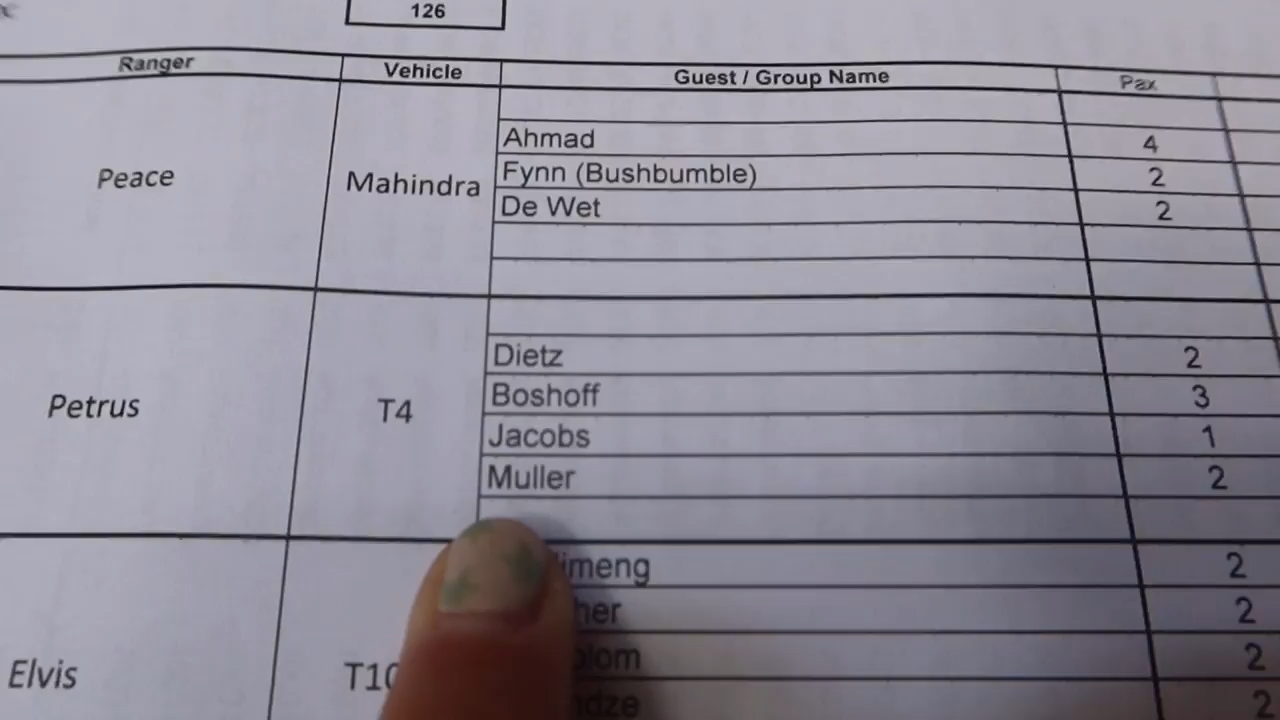 126
Ranger Vehicle Guest / Group Name Pax
Peace Mahindra
Ahmad 4
Fynn (Bushbumble) 2
De Wet 2
Petrus T4
Dietz 2
Boshoff 3
Jacobs 1
Muller 2
Elvis
2
2
2
2